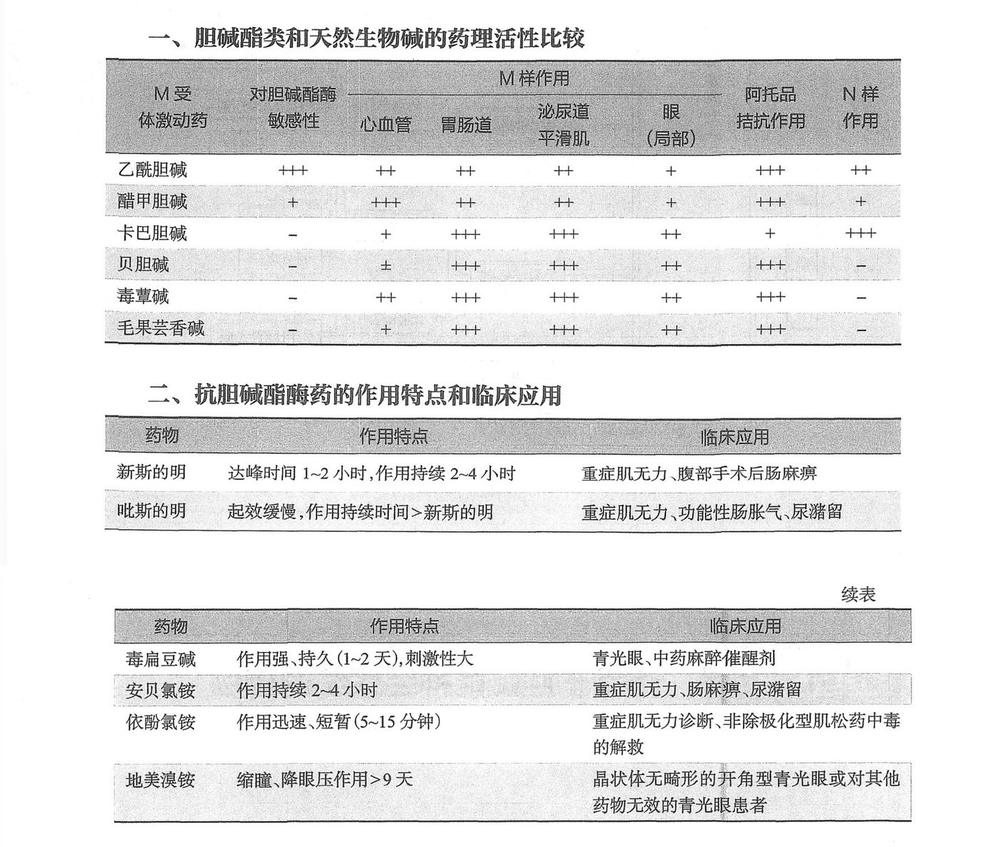 一、胆碱酯类和天然生物碱的药理活性比较
M 受体激动药 对胆碱酯酶敏感性 M 样作用 阿托品拮抗作用 N 样作用
心血管 胃肠道 泌尿道平滑肌 眼（局部）
乙酰胆碱 +++ ++ ++ ++ + +++ ++
醋甲胆碱 + +++ ++ ++ + +++ +
卡巴胆碱 – + +++ +++ ++ + +++
贝胆碱 – ± +++ +++ ++ +++ –
毒蕈碱 – ++ +++ +++ ++ +++ –
毛果芸香碱 – + +++ +++ ++ +++ –
二、抗胆碱酯酶药的作用特点和临床应用
药物 作用特点 临床应用
新斯的明 达峰时间 1~2 小时,作用持续 2~4 小时 重症肌无力、腹部手术后肠麻痹
吡斯的明 起效缓慢,作用持续时间>新斯的明 重症肌无力、功能性肠胀气、尿潴留
续表
药物 作用特点 临床应用
毒扁豆碱 作用强、持久(1~2 天),刺激性大 青光眼、中药麻醉催醒剂
安贝氯铵 作用持续 2~4 小时 重症肌无力、肠麻痹、尿潴留
依酚氯铵 作用迅速、短暂(5~15 分钟) 重症肌无力诊断、非除极化型肌松药中毒
的解救
地美溴铵 缩瞳、降眼压作用>9 天 晶状体无畸形的开角型青光眼或对其他
药物无效的青光眼患者